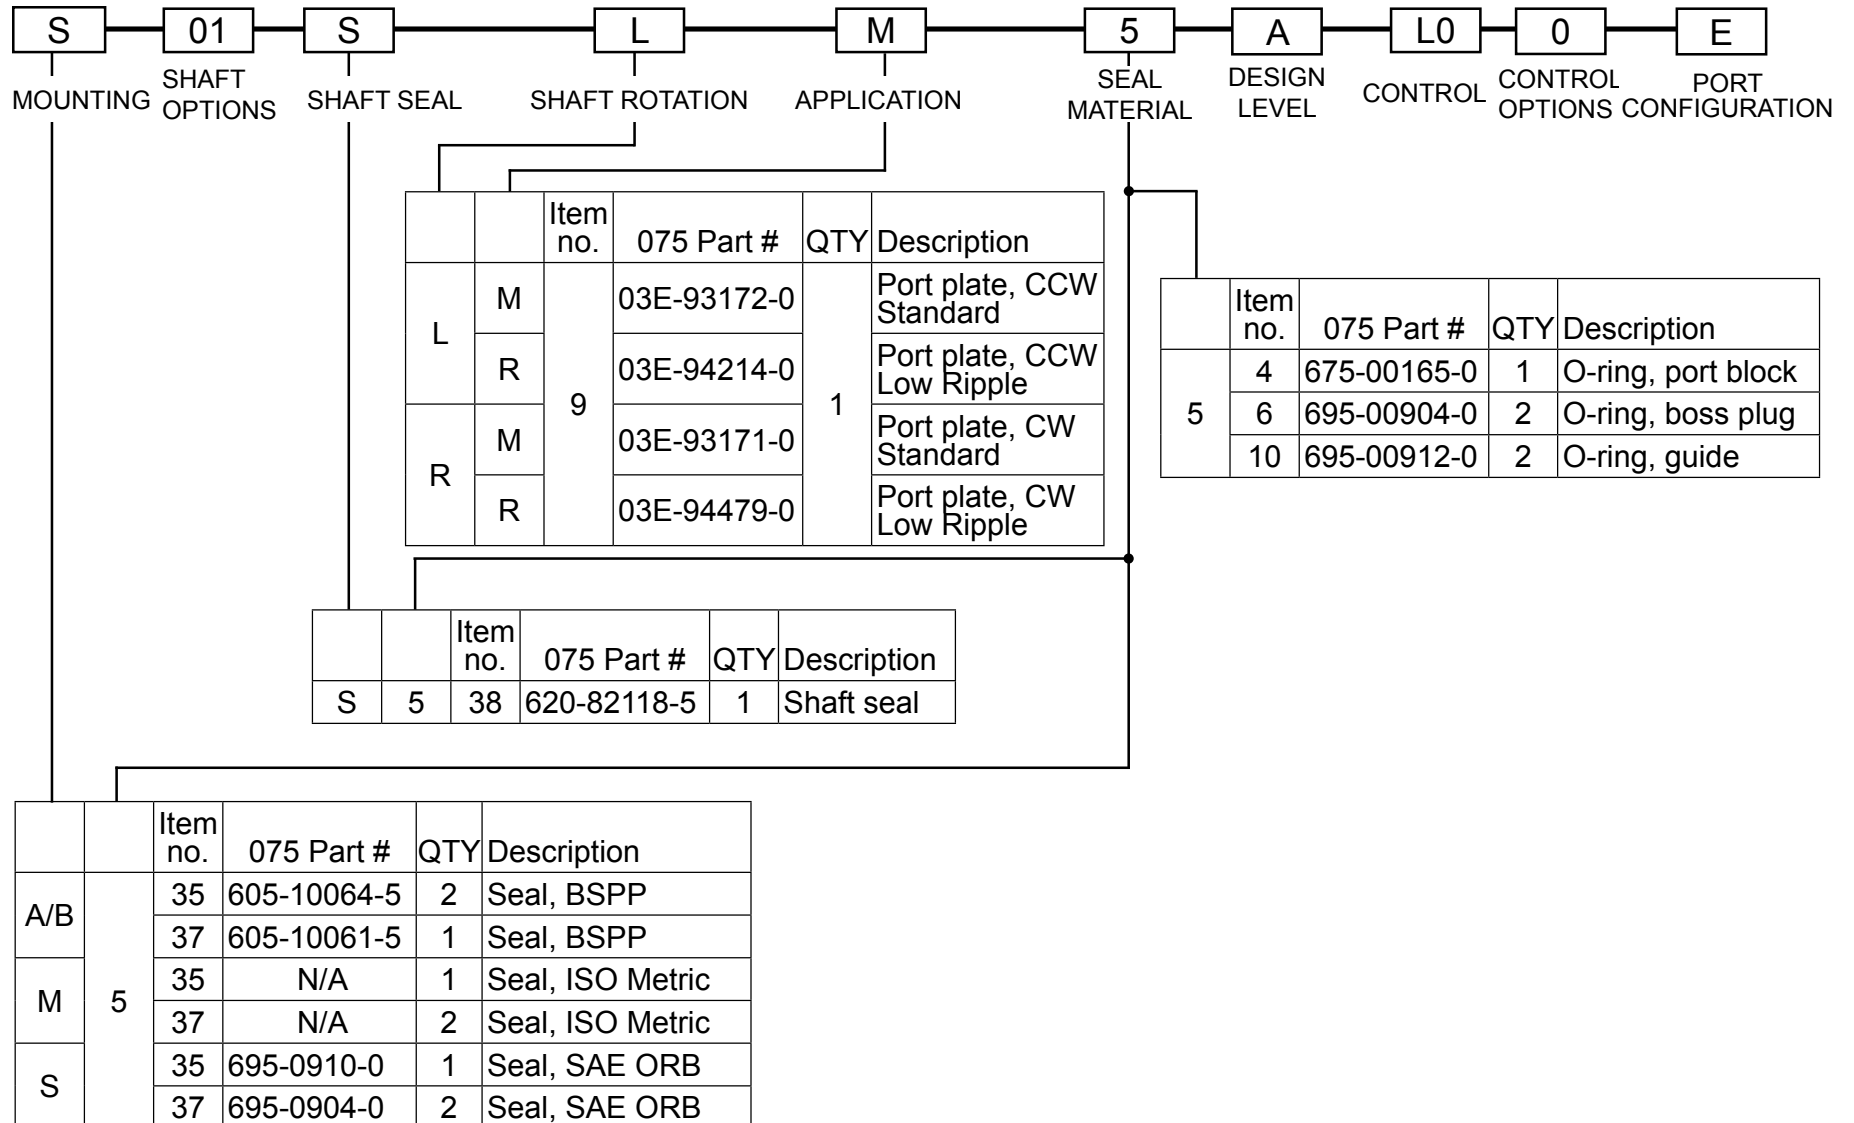 S 01 S L M 5 A L0 0 E
MOUNTING
SHAFT
OPTIONS
SHAFT SEAL
SHAFT ROTATION
APPLICATION
SEAL
MATERIAL
DESIGN
LEVEL
CONTROL
CONTROL
OPTIONS
PORT
CONFIGURATION
Item
no. 075 Part # QTY Description
L M 9 03E-93172-0 1 Port plate, CCW
Standard
R 03E-94214-0 Port plate, CCW
Low Ripple
R M 03E-93171-0 Port plate, CW
Standard
R 03E-94479-0 Port plate, CW
Low Ripple
Item
no. 075 Part # QTY Description
5 4 675-00165-0 1 O-ring, port block
6 695-00904-0 2 O-ring, boss plug
10 695-00912-0 2 O-ring, guide
Item
no. 075 Part # QTY Description
S 5 38 620-82118-5 1 Shaft seal
Item
no. 075 Part # QTY Description
A/B 5 35 605-10064-5 2 Seal, BSPP
37 605-10061-5 1 Seal, BSPP
M 35 N/A 1 Seal, ISO Metric
37 N/A 2 Seal, ISO Metric
S 35 695-0910-0 1 Seal, SAE ORB
37 695-0904-0 2 Seal, SAE ORB